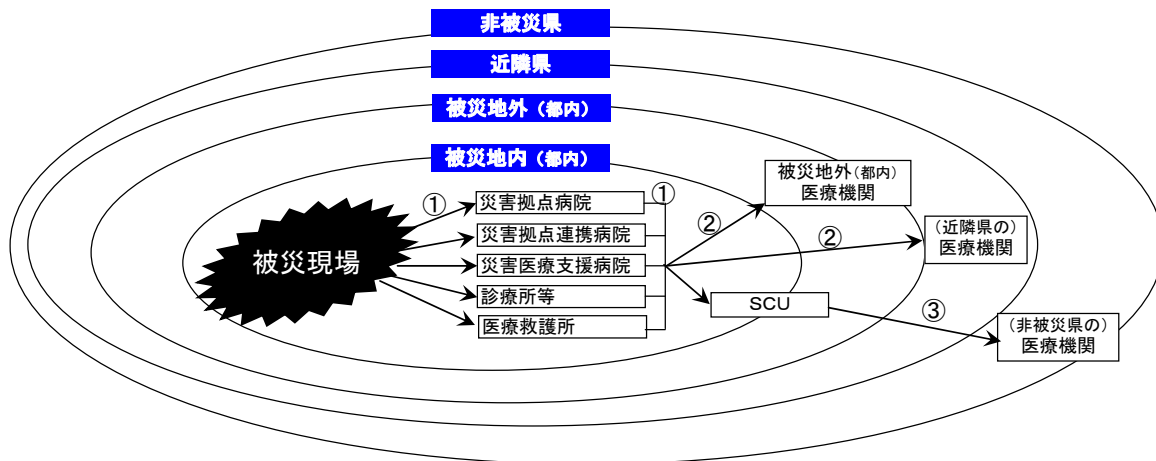 非被災県
近隣県
被災地外（都内）
被災地内（都内）
被災現場
①
災害拠点病院
災害拠点連携病院
災害医療支援病院
診療所等
医療救護所
①
②
被災地外（都内）
医療機関
②
（近隣県の）
医療機関
SCU
③
（非被災県の）
医療機関